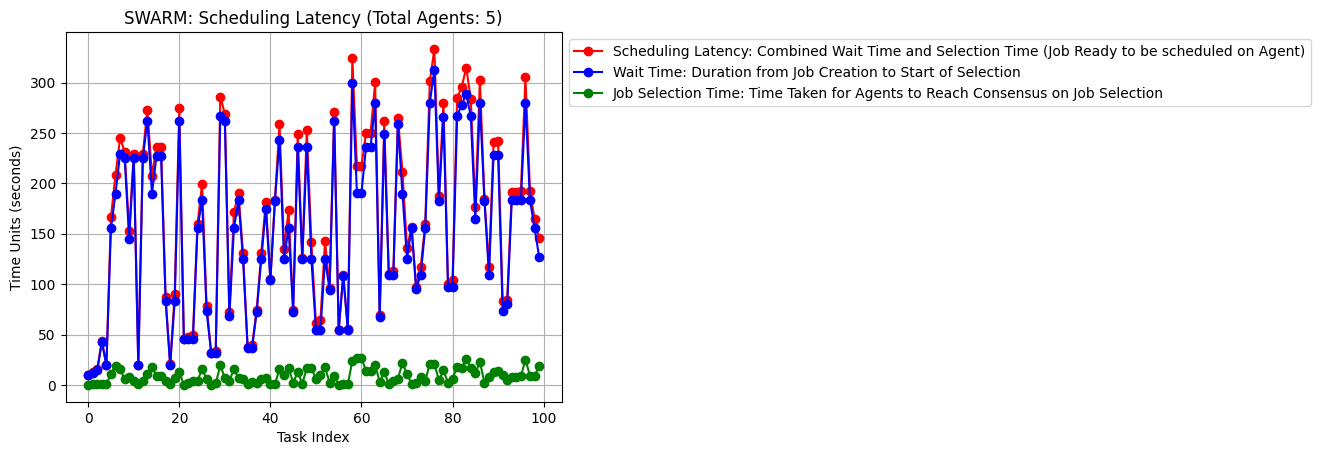 SWARM: Scheduling Latency (Total Agents: 5)
Scheduling Latency: Combined Wait Time and Selection Time (Job Ready to be scheduled on Agent)
Wait Time: Duration from Job Creation to Start of Selection
Job Selection Time: Time Taken for Agents to Reach Consensus on Job Selection
Time Units (seconds)
300
250
200
150
100
50
0
0 20 40 60 80 100
Task Index